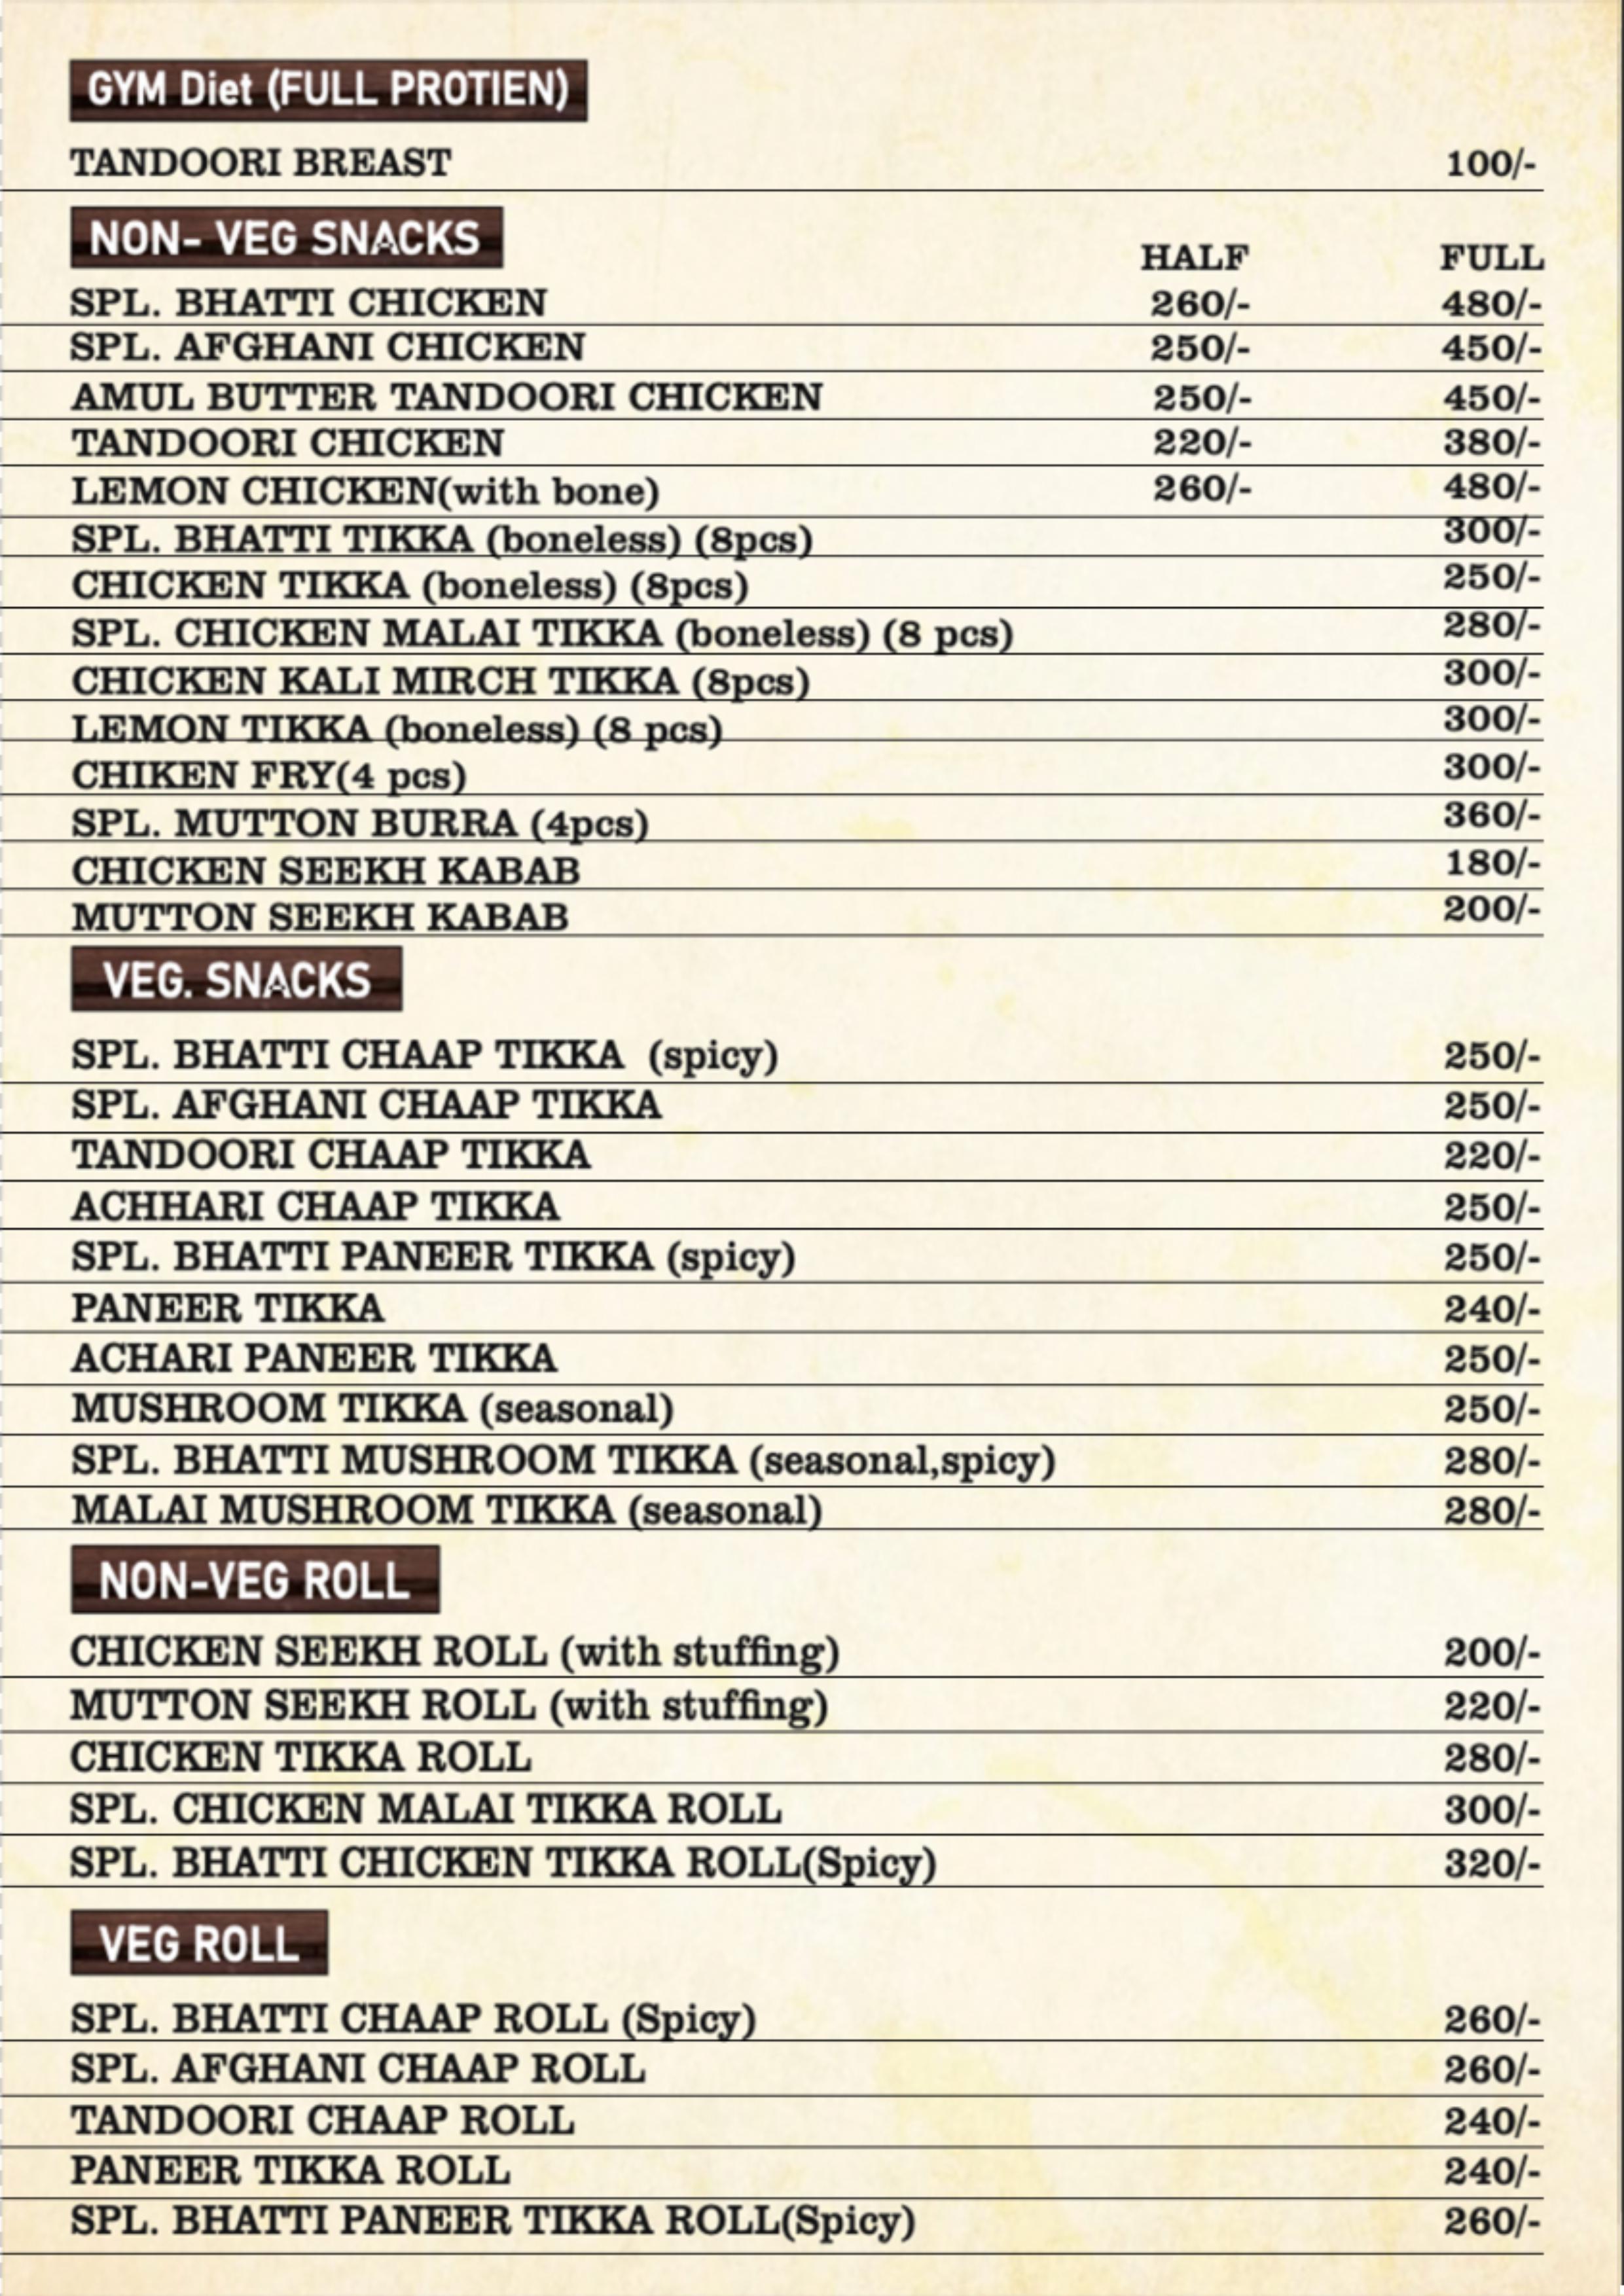 GYM Diet (FULL PROTIEN)
TANDOORI BREAST 100/-
NON- VEG SNACKS
HALF FULL
SPL. BHATTI CHICKEN 260/- 480/-
SPL. AFGHANI CHICKEN 250/- 450/-
AMUL BUTTER TANDOORI CHICKEN 250/- 450/-
TANDOORI CHICKEN 220/- 380/-
LEMON CHICKEN(with bone) 260/- 480/-
SPL. BHATTI TIKKA (boneless) (8pcs) 300/-
CHICKEN TIKKA (boneless) (8pcs) 250/-
SPL. CHICKEN MALAI TIKKA (boneless) (8 pcs) 280/-
CHICKEN KALI MIRCH TIKKA (8pcs) 300/-
LEMON TIKKA (boneless) (8 pcs) 300/-
CHIKEN FRY(4 pcs) 300/-
SPL. MUTTON BURRA (4pcs) 360/-
CHICKEN SEEKH KABAB 180/-
MUTTON SEEKH KABAB 200/-
VEG. SNACKS
SPL. BHATTI CHAAP TIKKA (spicy) 250/-
SPL. AFGHANI CHAAP TIKKA 250/-
TANDOORI CHAAP TIKKA 220/-
ACHHARI CHAAP TIKKA 250/-
SPL. BHATTI PANEER TIKKA (spicy) 250/-
PANEER TIKKA 240/-
ACHARI PANEER TIKKA 250/-
MUSHROOM TIKKA (seasonal) 250/-
SPL. BHATTI MUSHROOM TIKKA (seasonal,spicy) 280/-
MALAI MUSHROOM TIKKA (seasonal) 280/-
NON-VEG ROLL
CHICKEN SEEKH ROLL (with stuffing) 200/-
MUTTON SEEKH ROLL (with stuffing) 220/-
CHICKEN TIKKA ROLL 280/-
SPL. CHICKEN MALAI TIKKA ROLL 300/-
SPL. BHATTI CHICKEN TIKKA ROLL(Spicy) 320/-
VEG ROLL
SPL. BHATTI CHAAP ROLL (Spicy) 260/-
SPL. AFGHANI CHAAP ROLL 260/-
TANDOORI CHAAP ROLL 240/-
PANEER TIKKA ROLL 240/-
SPL. BHATTI PANEER TIKKA ROLL(Spicy) 260/-